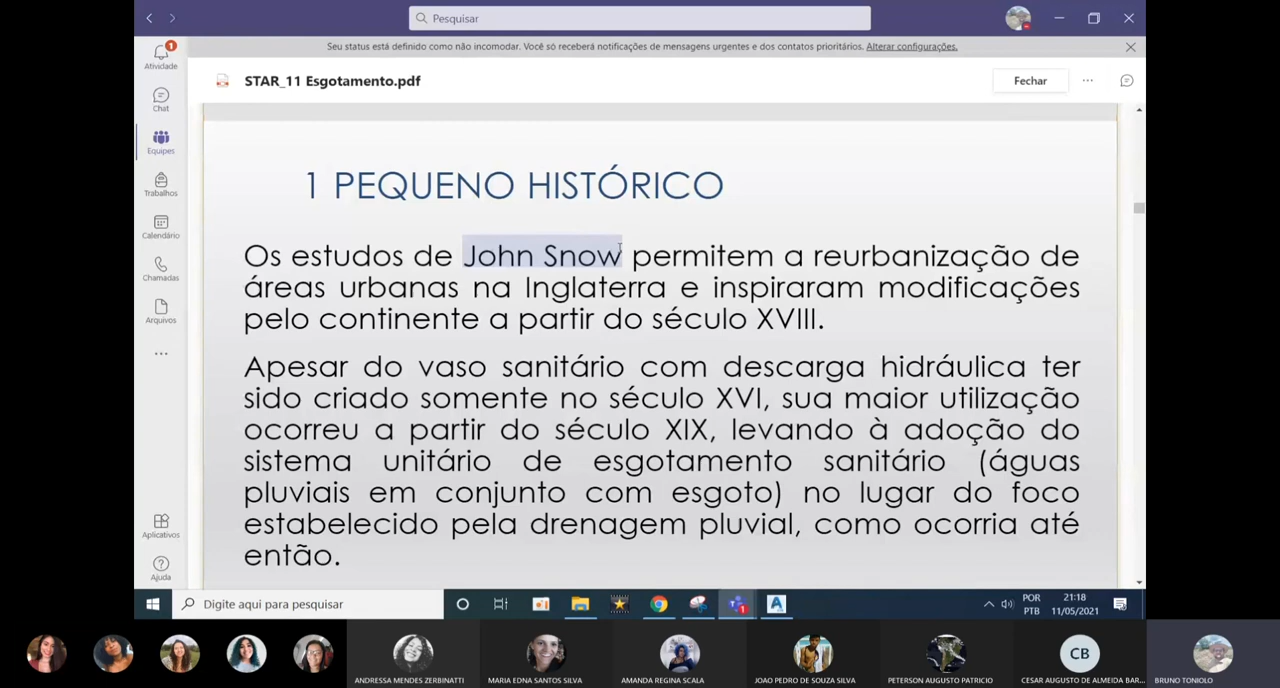 Pesquisar
Seu status está definido como não incomodar. Você só receberá notificações de mensagens urgentes e dos contatos prioritários. Alterar configurações.
1
Atividade
Chat
Equipes
Trabalhos
Calendário
Chamadas
Arquivos
Aplicativos
Ajuda
STAR_11 Esgotamento.pdf
Fechar
1 PEQUENO HISTÓRICO
Os estudos de John Snow permitem a reurbanização de
áreas urbanas na Inglaterra e inspiraram modificações
pelo continente a partir do século XVIII.
Apesar do vaso sanitário com descarga hidráulica ter
sido criado somente no século XVI, sua maior utilização
ocorreu a partir do século XIX, levando à adoção do
sistema unitário de esgotamento sanitário (águas
pluviais em conjunto com esgoto) no lugar do foco
estabelecido pela drenagem pluvial, como ocorria até
então.
Digite aqui para pesquisar
POR
PTB
21:18
11/05/2021
ANDRESSA MENDES ZERBINATTI
MARIA EDNA SANTOS SILVA
AMANDA REGINA SCALA
JOAO PEDRO DE SOUZA SILVA
PETERSON AUGUSTO PATRICIO
CB
CESAR AUGUSTO DE ALMEIDA BAR...
BRUNO TONIOLO